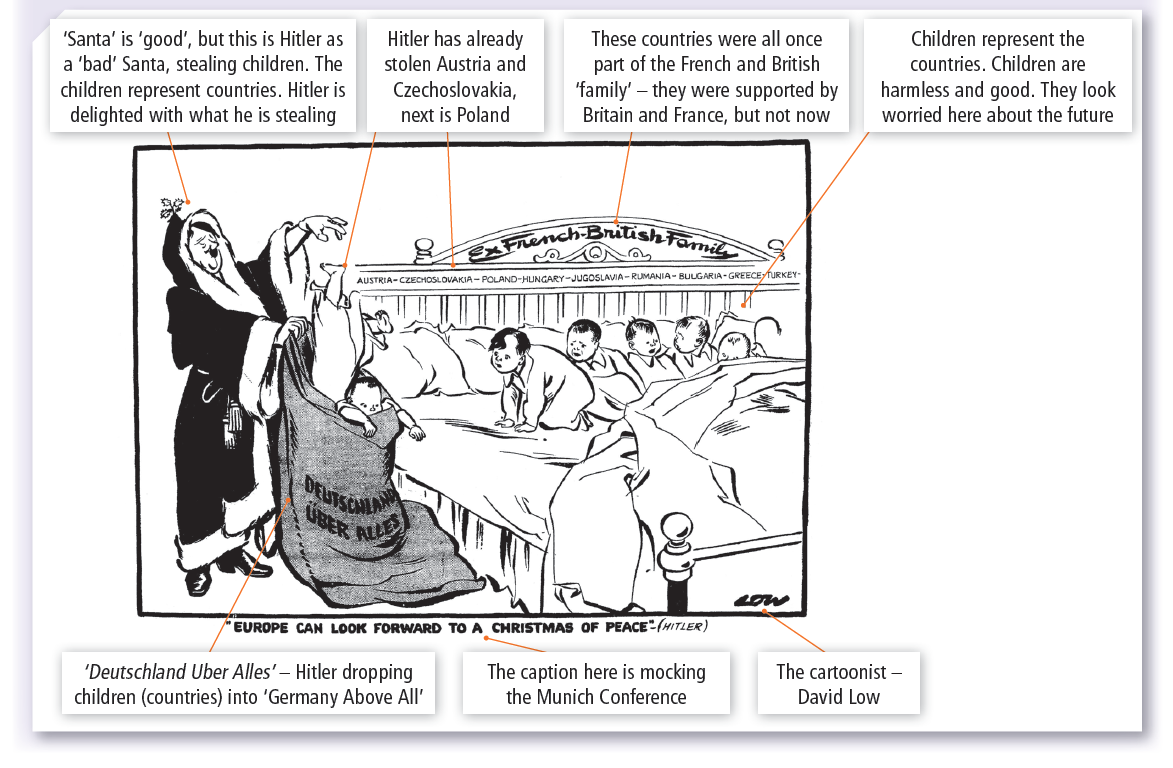 ‘Santa’ is ‘good’, but this is Hitler as
a ‘bad’ Santa, stealing children. The
children represent countries. Hitler is
delighted with what he is stealing
Hitler has already
stolen Austria and
Czechoslovakia,
next is Poland
These countries were all once
part of the French and British
‘family’ – they were supported by
Britain and France, but not now
Children represent the
countries. Children are
harmless and good. They look
worried here about the future
Ex French-British Family
AUSTRIA – CZECHOSLOVAKIA – POLAND – HUNGARY – JUGOSLAVIA – RUMANIA – BULGARIA – GREECE – TURKEY –
DEUTSCHLAND
ÜBER ALLES
LOW
"EUROPE CAN LOOK FORWARD TO A CHRISTMAS OF PEACE" – (HITLER)
‘Deutschland Uber Alles’ – Hitler dropping
children (countries) into ‘Germany Above All’
The caption here is mocking
the Munich Conference
The cartoonist –
David Low